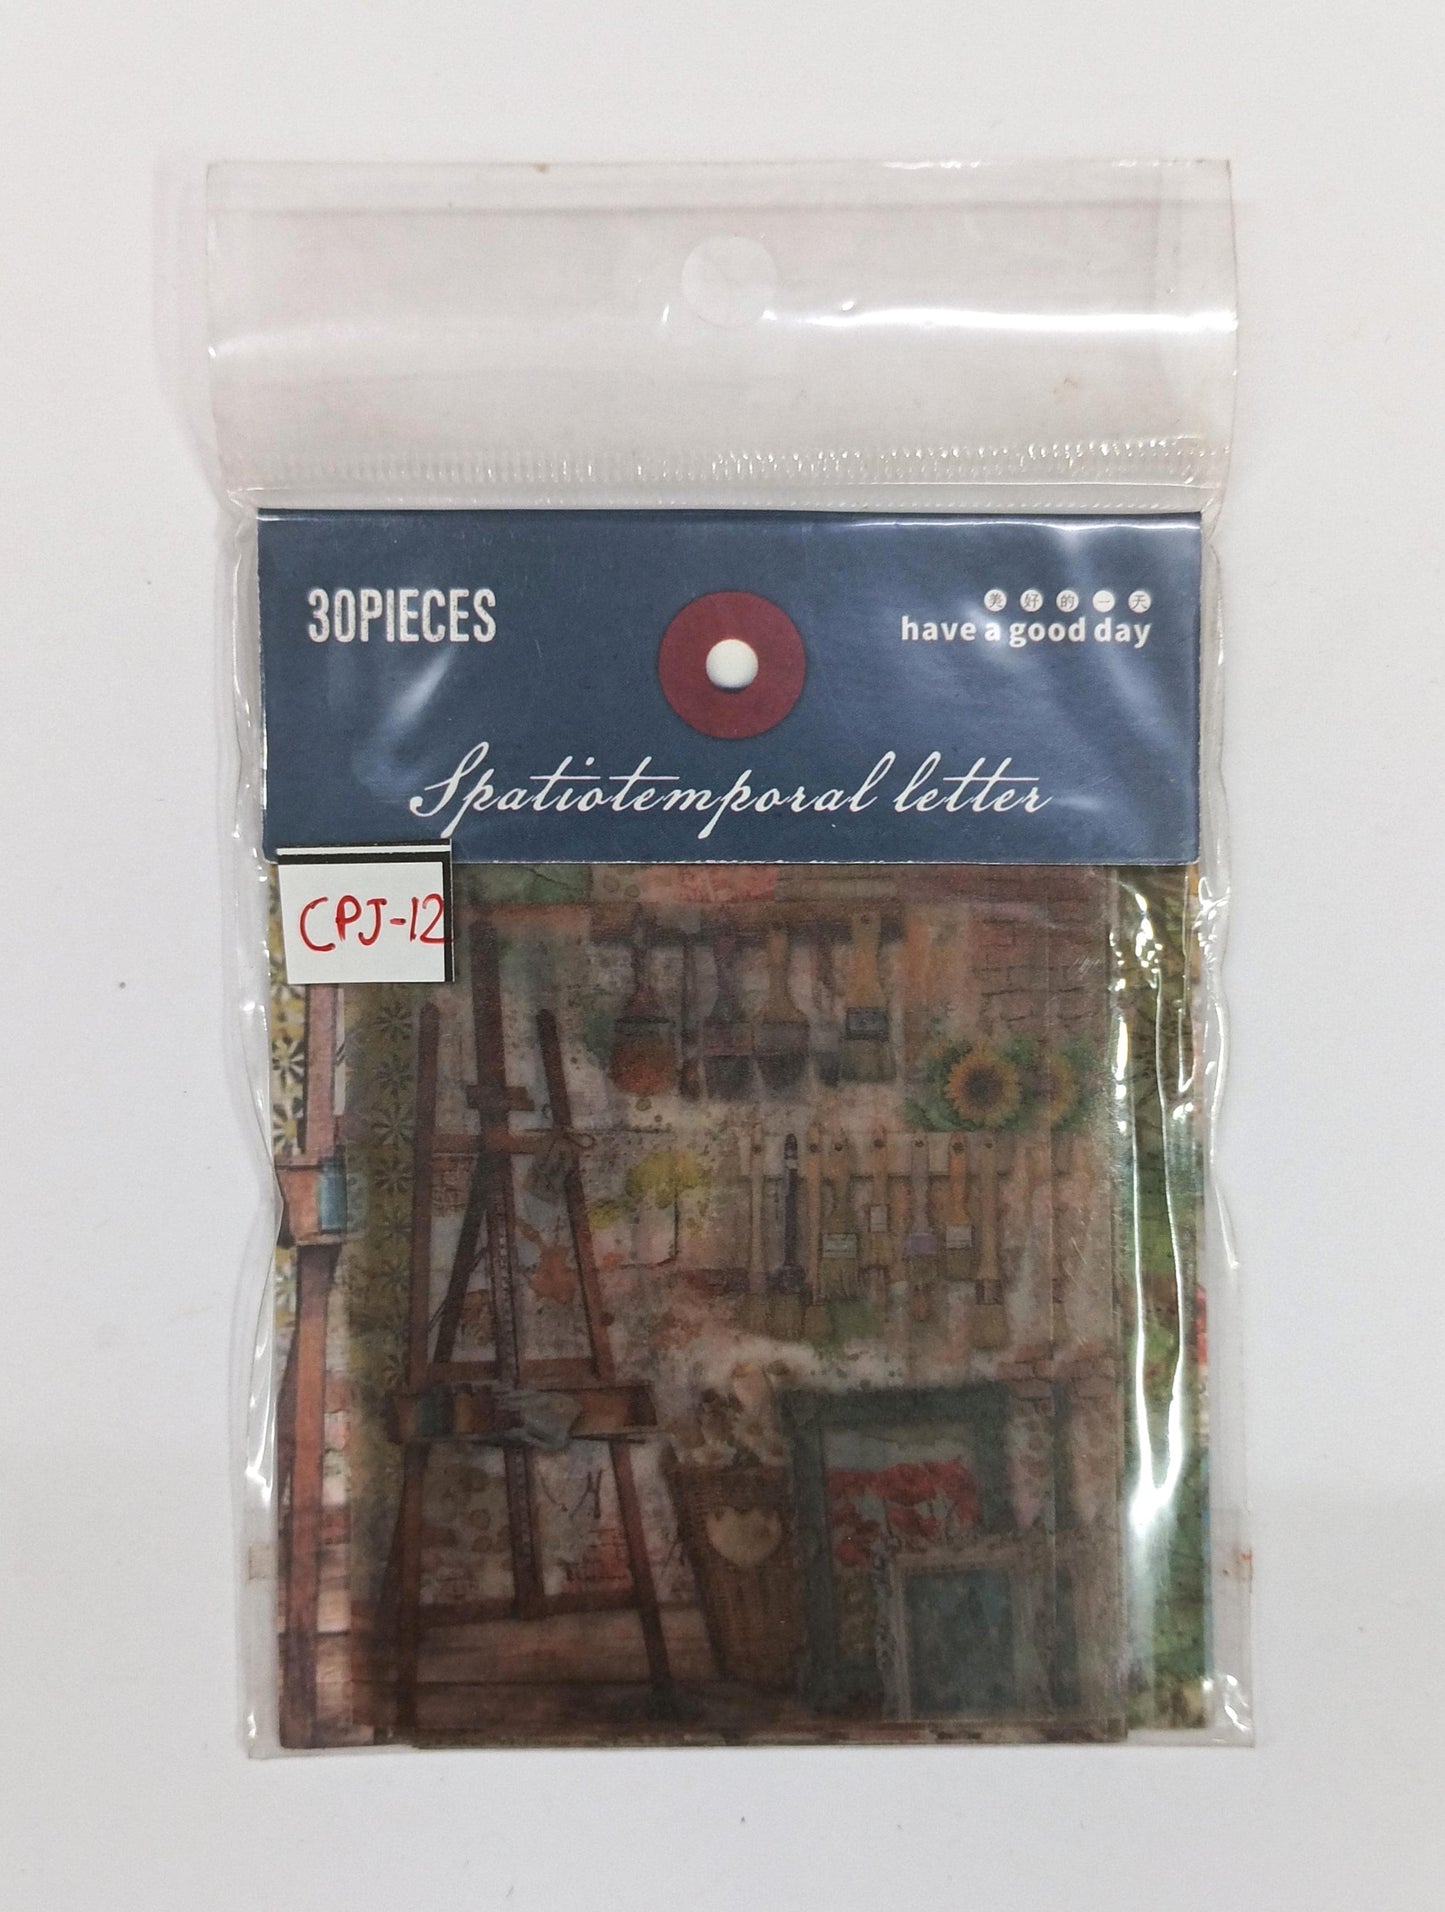 30PIECES
美好的一天
have a good day
Spatiotemporal letter
CPJ-12